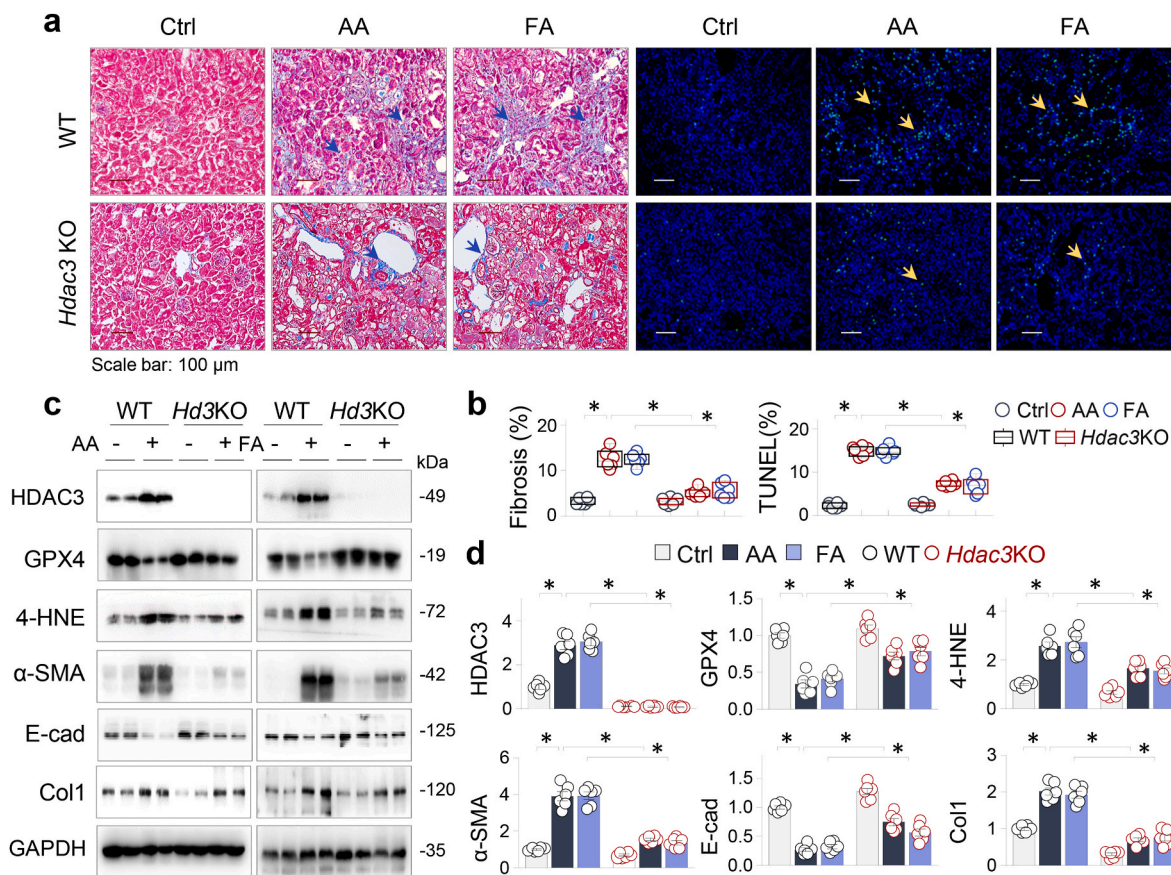 a
Ctrl AA FA Ctrl AA FA
WT
Hdac3 KO
Scale bar: 100 µm
c
WT Hd3KO WT Hd3KO
AA - + - + FA - + - +
kDa
HDAC3 -49
GPX4 -19
4-HNE -72
α-SMA -42
E-cad -125
Col1 -120
GAPDH -35
b
Fibrosis (%)
20
10
0
* * *
TUNEL(%)
20
10
0
* * *
Ctrl AA FA
WT Hdac3KO
d
Ctrl AA FA WT Hdac3KO
HDAC3
4
2
0
* * *
GPX4
1.5
1.0
0.5
0.0
* * *
4-HNE
4
2
0
* * *
α-SMA
6
4
2
0
* * *
E-cad
1.5
1.0
0.5
0
* * *
Col1
3
2
1
0
* * *